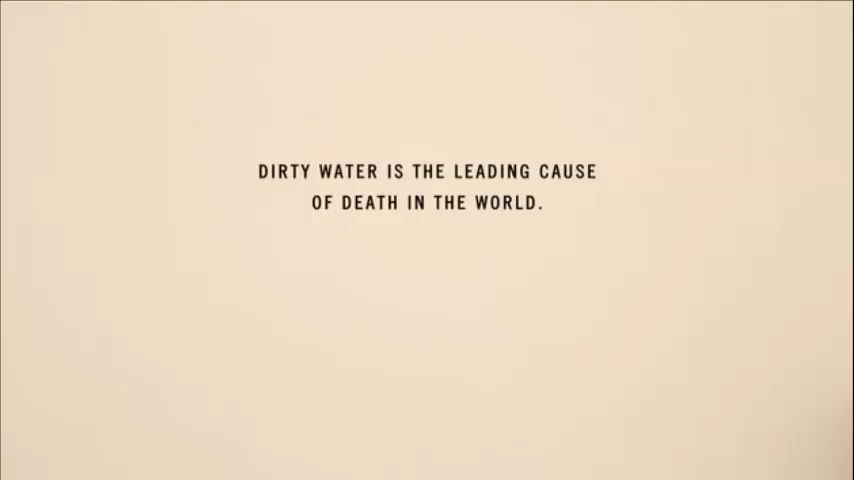 DIRTY WATER IS THE LEADING CAUSE
OF DEATH IN THE WORLD.